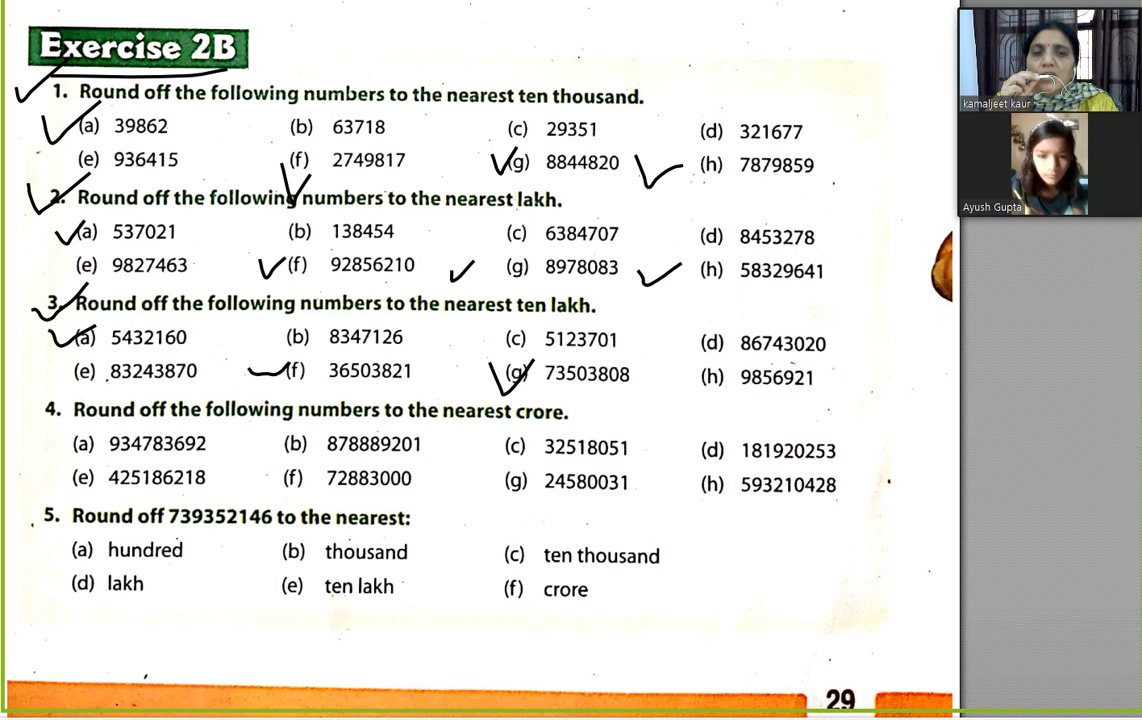 Exercise 2B
1. Round off the following numbers to the nearest ten thousand.
(a) 39862 (b) 63718 (c) 29351 (d) 321677
(e) 936415 (f) 2749817 (g) 8844820 (h) 7879859
2. Round off the following numbers to the nearest lakh.
(a) 537021 (b) 138454 (c) 6384707 (d) 8453278
(e) 9827463 (f) 92856210 (g) 8978083 (h) 58329641
3. Round off the following numbers to the nearest ten lakh.
(a) 5432160 (b) 8347126 (c) 5123701 (d) 86743020
(e) 83243870 (f) 36503821 (g) 73503808 (h) 9856921
4. Round off the following numbers to the nearest crore.
(a) 934783692 (b) 878889201 (c) 32518051 (d) 181920253
(e) 425186218 (f) 72883000 (g) 24580031 (h) 593210428
5. Round off 739352146 to the nearest:
(a) hundred (b) thousand (c) ten thousand
(d) lakh (e) ten lakh (f) crore
29
kamaljeet kaur
Ayush Gupta